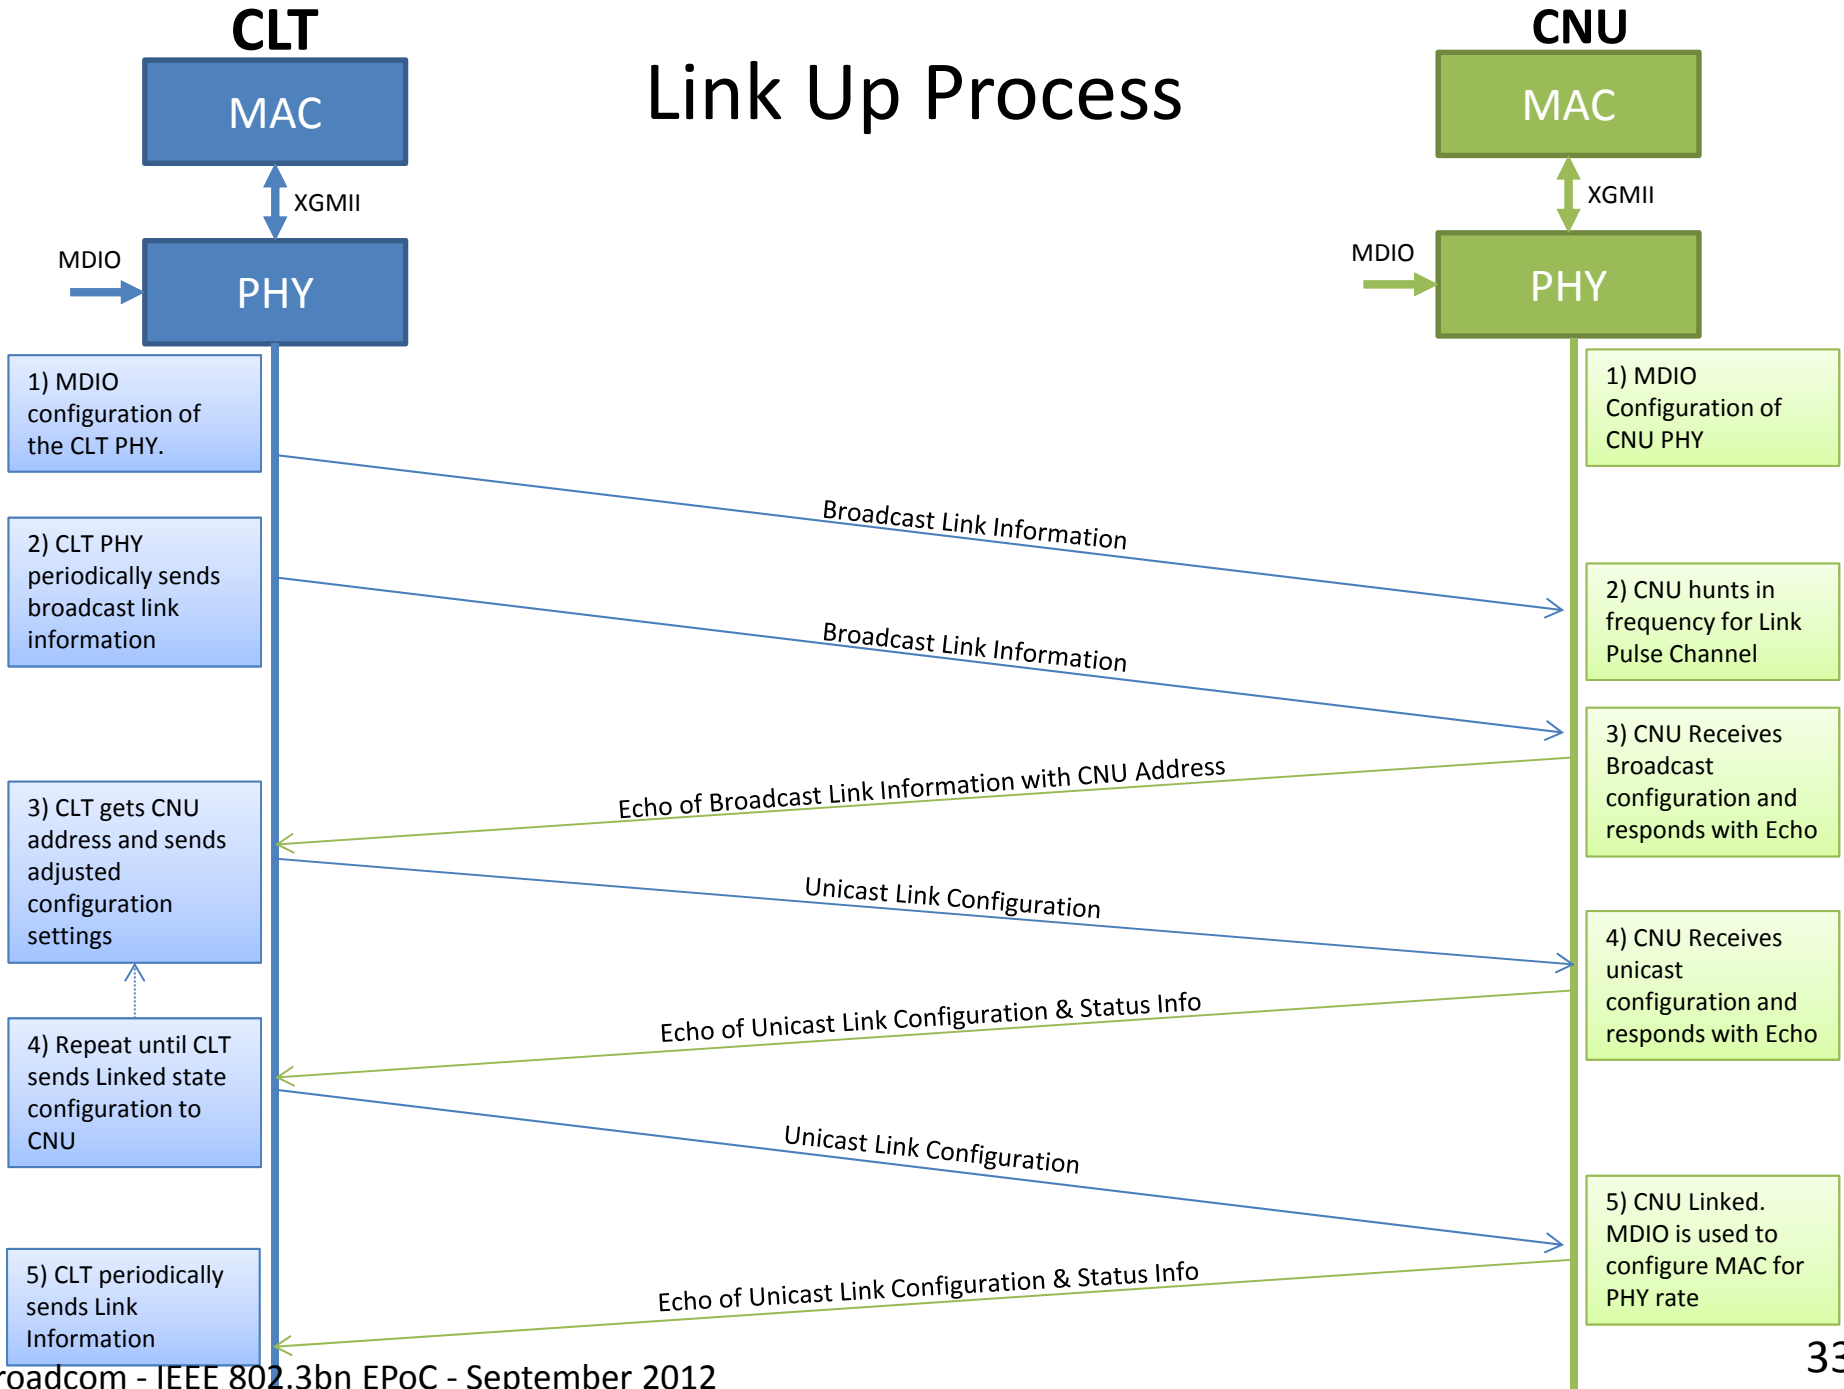 CLT
CNU
Link Up Process
MAC
MAC
XGMII
XGMII
MDIO
MDIO
PHY
PHY
1) MDIO
configuration of
the CLT PHY.
1) MDIO
Configuration of
CNU PHY
Broadcast Link Information
2) CLT PHY
periodically sends
broadcast link
information
2) CNU hunts in
frequency for Link
Pulse Channel
Broadcast Link Information
3) CNU Receives
Broadcast
configuration and
responds with Echo
Echo of Broadcast Link Information with CNU Address
3) CLT gets CNU
address and sends
adjusted
configuration
settings
Unicast Link Configuration
4) CNU Receives
unicast
configuration and
responds with Echo
Echo of Unicast Link Configuration & Status Info
4) Repeat until CLT
sends Linked state
configuration to
CNU
Unicast Link Configuration
5) CNU Linked.
MDIO is used to
configure MAC for
PHY rate
5) CLT periodically
sends Link
Information
Echo of Unicast Link Configuration & Status Info
roadcom - IEEE 802.3bn EPoC - September 2012
33